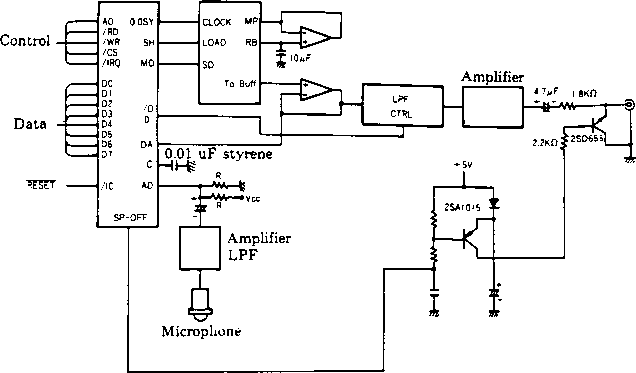 Control
A0
/RD
/WR
/CS
/IRQ
Data
D0
D1
D2
D3
D4
D5
D6
D7
RESET
/IC
SH
MO
DA
C
AD
SP-OFF
CLOCK
LOAD
SD
MP
RB
To Buff
10μF
0.01 uF styrene
R
R
Vcc
Amplifier
LPF
Microphone
LPF
CTRL
Amplifier
4.7μF
1.8KΩ
2.2KΩ
2SD655
+5V
2SA1015